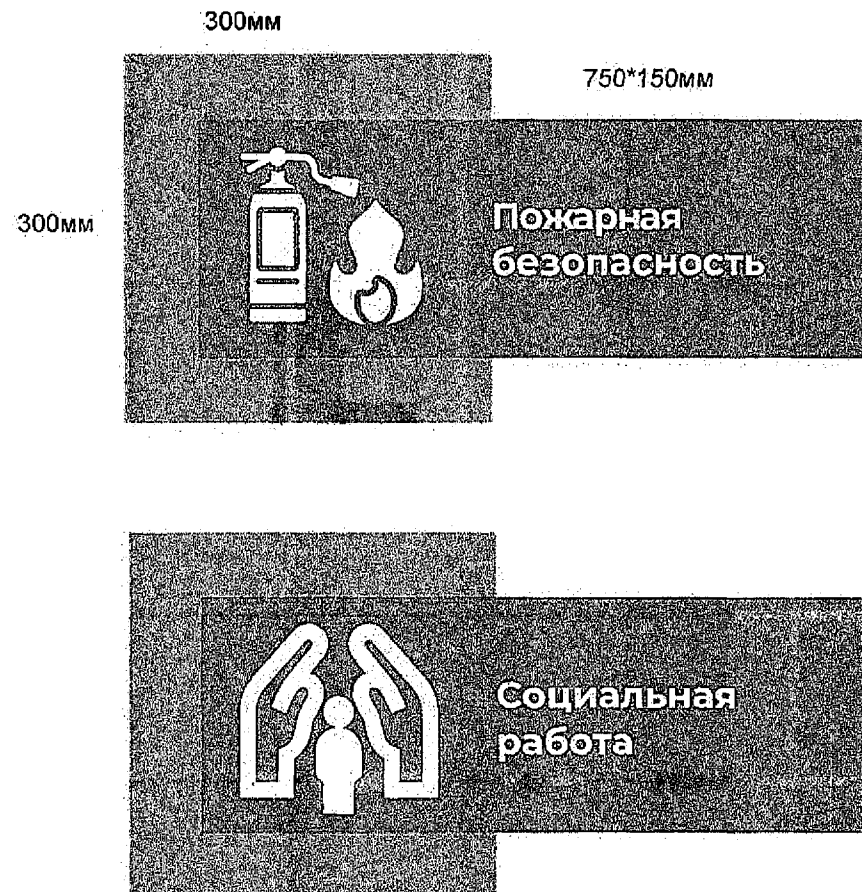 300мм
750*150мм
300мм
Пожарная
безопасность
Социальная
работа